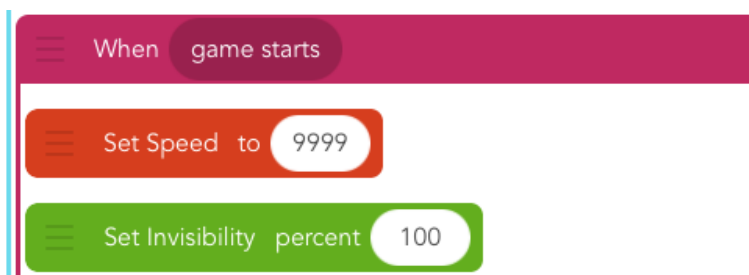 When game starts
Set Speed to 9999
Set Invisibility percent 100